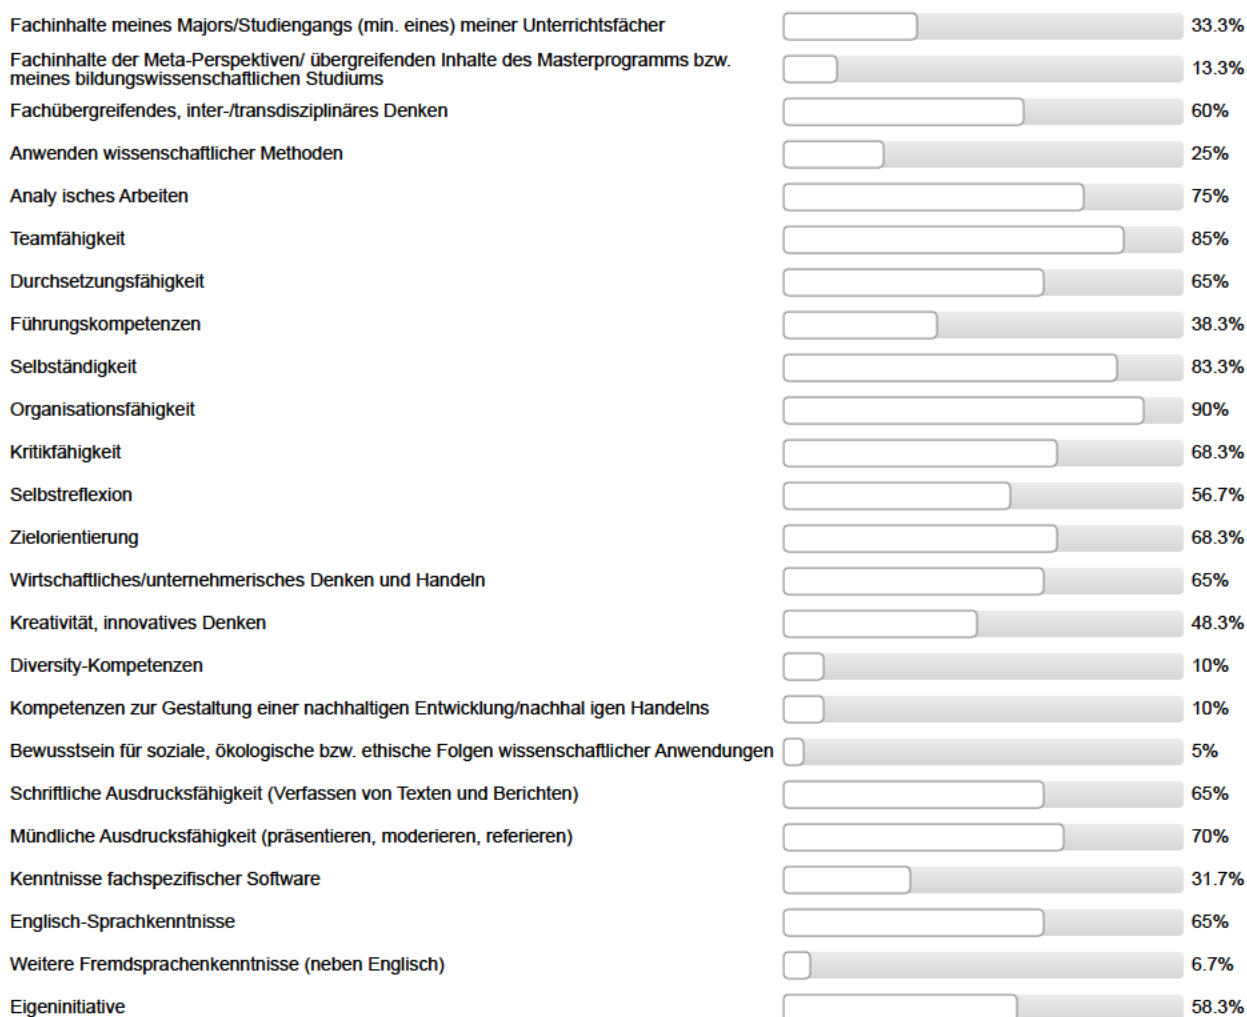 Fachinhalte meines Majors/Studiengangs (min. eines) meiner Unterrichtsfächer 33.3%
Fachinhalte der Meta-Perspektiven/ übergreifenden Inhalte des Masterprogramms bzw.
meines bildungswissenschaftlichen Studiums 13.3%
Fachübergreifendes, inter-/transdisziplinäres Denken 60%
Anwenden wissenschaftlicher Methoden 25%
Analy isches Arbeiten 75%
Teamfähigkeit 85%
Durchsetzungsfähigkeit 65%
Führungskompetenzen 38.3%
Selbständigkeit 83.3%
Organisationsfähigkeit 90%
Kritikfähigkeit 68.3%
Selbstreflexion 56.7%
Zielorientierung 68.3%
Wirtschaftliches/unternehmerisches Denken und Handeln 65%
Kreativität, innovatives Denken 48.3%
Diversity-Kompetenzen 10%
Kompetenzen zur Gestaltung einer nachhaltigen Entwicklung/nachhal igen Handelns 10%
Bewusstsein für soziale, ökologische bzw. ethische Folgen wissenschaftlicher Anwendungen 5%
Schriftliche Ausdrucksfähigkeit (Verfassen von Texten und Berichten) 65%
Mündliche Ausdrucksfähigkeit (präsentieren, moderieren, referieren) 70%
Kenntnisse fachspezifischer Software 31.7%
Englisch-Sprachkenntnisse 65%
Weitere Fremdsprachenkenntnisse (neben Englisch) 6.7%
Eigeninitiative 58.3%